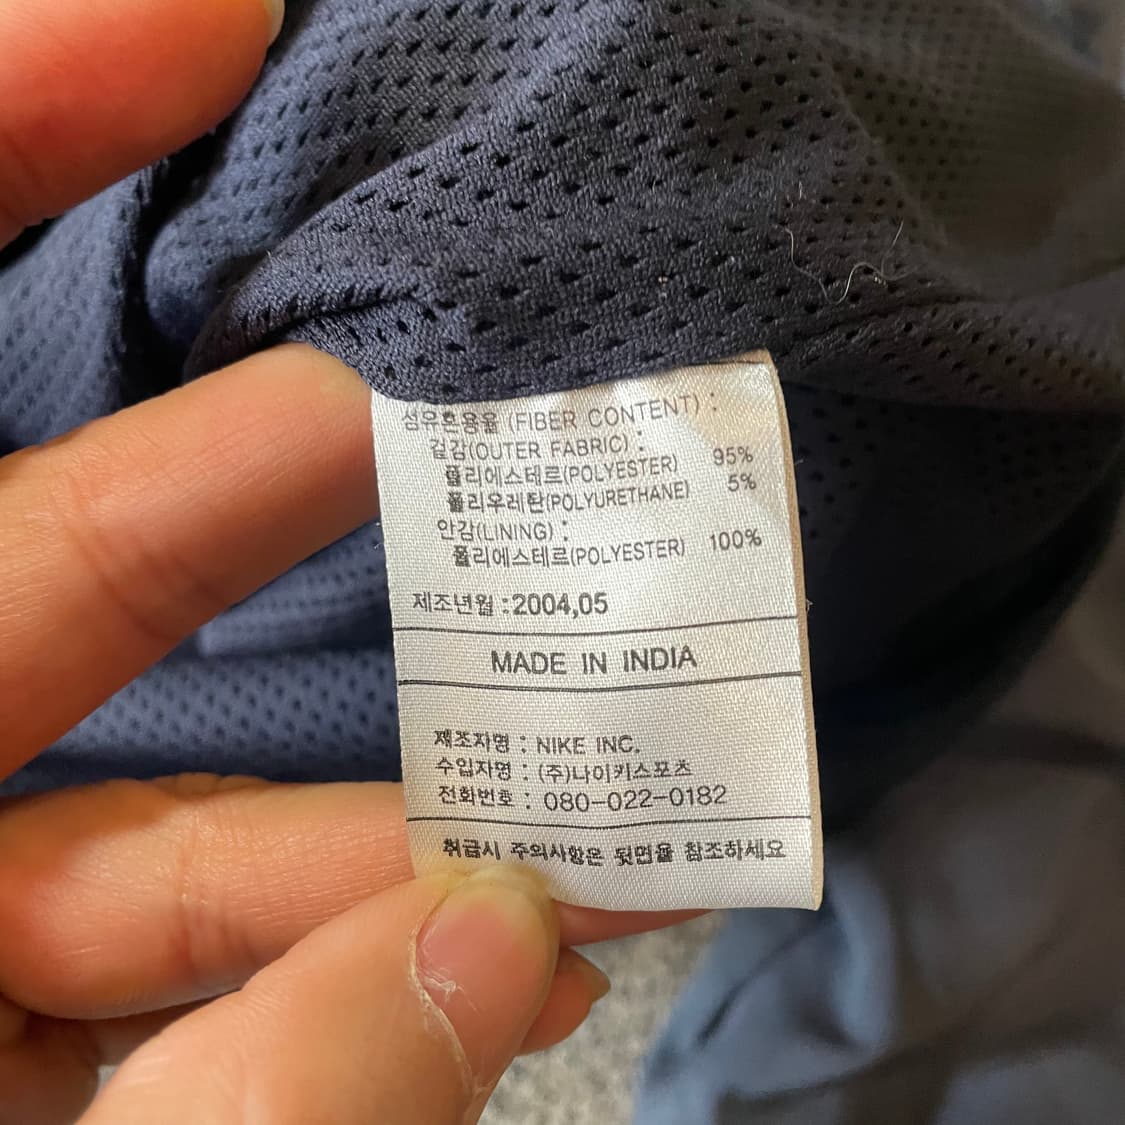 섬유혼용율 (FIBER CONTENT) :
겉감(OUTER FABRIC) :
폴리에스테르(POLYESTER) 95%
폴리우레탄(POLYURETHANE) 5%
안감(LINING) :
폴리에스테르(POLYESTER) 100%
제조년월 :2004,05
MADE IN INDIA
제조자명 : NIKE INC.
수입자명 : (주)나이키스포츠
전화번호 : 080-022-0182
취급시 주의사항은 뒷면을 참조하세요